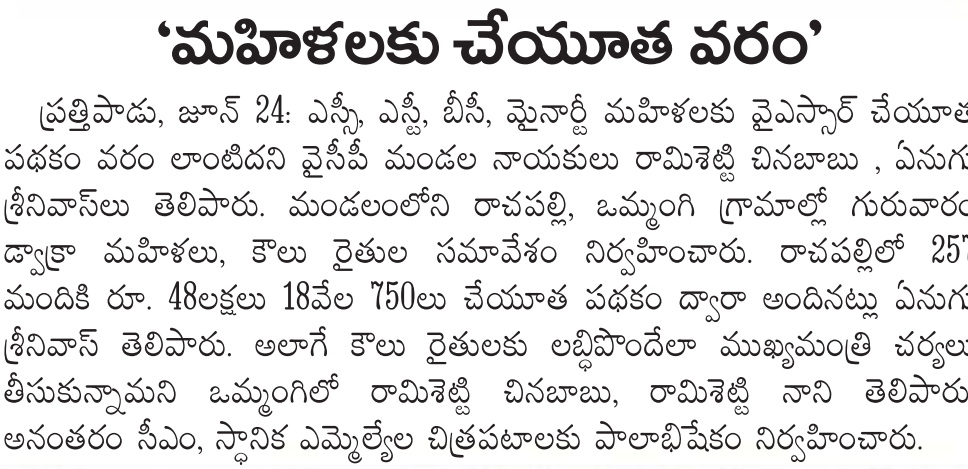 ‘మహిళలకు చేయూత వరం’
ప్రత్తిపాడు, జూన్ 24: ఎస్సీ, ఎస్టీ, బీసీ, మైనార్టీ మహిళలకు వైఎస్సార్ చేయూత
పథకం వరం లాంటిదని వైసీపీ మండల నాయకులు రామిశెట్టి చినబాబు , ఏనుగు
శ్రీనివాస్‌లు తెలిపారు. మండలంలోని రాచపల్లి, ఒమ్మంగి గ్రామాల్లో గురువారం
డ్వాక్రా మహిళలు, కౌలు రైతుల సమావేశం నిర్వహించారు. రాచపల్లిలో 257
మందికి రూ. 48లక్షలు 18వేల 750లు చేయూత పథకం ద్వారా అందినట్లు ఏనుగు
శ్రీనివాస్ తెలిపారు. అలాగే కౌలు రైతులకు లబ్ధిపొందేలా ముఖ్యమంత్రి చర్యలు
తీసుకున్నామని ఒమ్మంగిలో రామిశెట్టి చినబాబు, రామిశెట్టి నాని తెలిపారు
అనంతరం సీఎం, స్థానిక ఎమ్మెల్యేల చిత్రపటాలకు పాలాభిషేకం నిర్వహించారు.